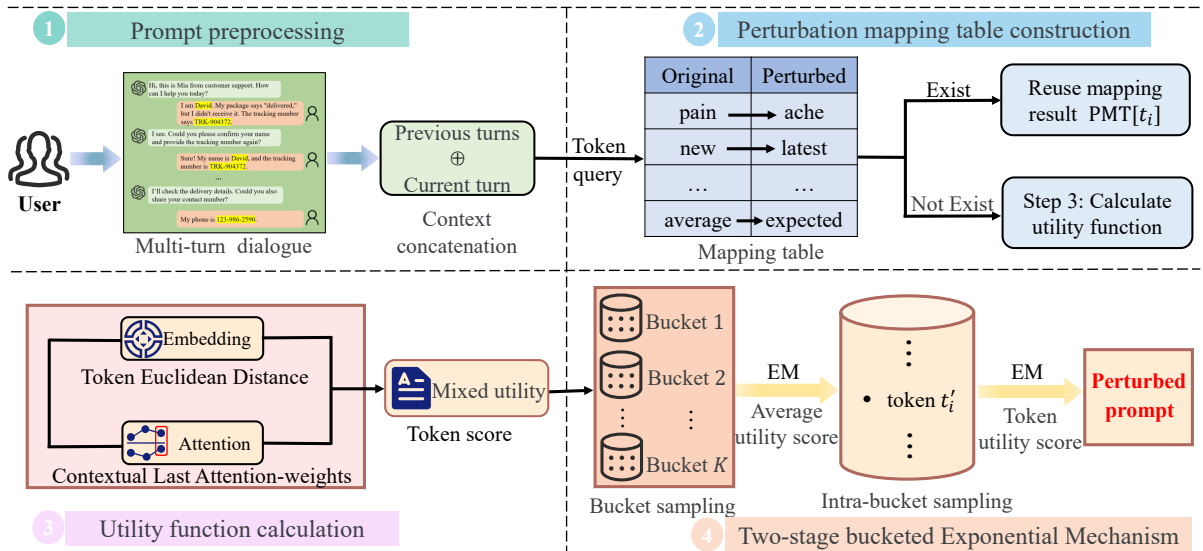 1 Prompt preprocessing
Hi, this is Mia from customer support. How
can I help you today?
I am David. My package says "delivered,"
but I didn't receive it. The tracking number
says TRK-904372.
I see. Could you please confirm your name
and provide the tracking number again?
Sure! My name is David, and the tracking
number is TRK-904372.
...
I'll check the delivery details. Could you also
share your contact number?
My phone is 123-986-2590.
User
Multi-turn dialogue
Previous turns
⊕
Current turn
Context
concatenation
Token
query
2 Perturbation mapping table construction
Original Perturbed
pain ache
new latest
... ...
average expected
Mapping table
Exist
Not Exist
Reuse mapping
result PMT[t_i]
Step 3: Calculate
utility function
Embedding
Token Euclidean Distance
Attention
Contextual Last Attention-weights
3 Utility function calculation
A
Mixed utility
Token score
Bucket 1
Bucket 2
⋮ ⋮
Bucket K
Bucket sampling
EM
Average
utility score
⋮
• token t_i′
⋮
Intra-bucket sampling
EM
Token
utility score
Perturbed
prompt
4 Two-stage bucketed Exponential Mechanism